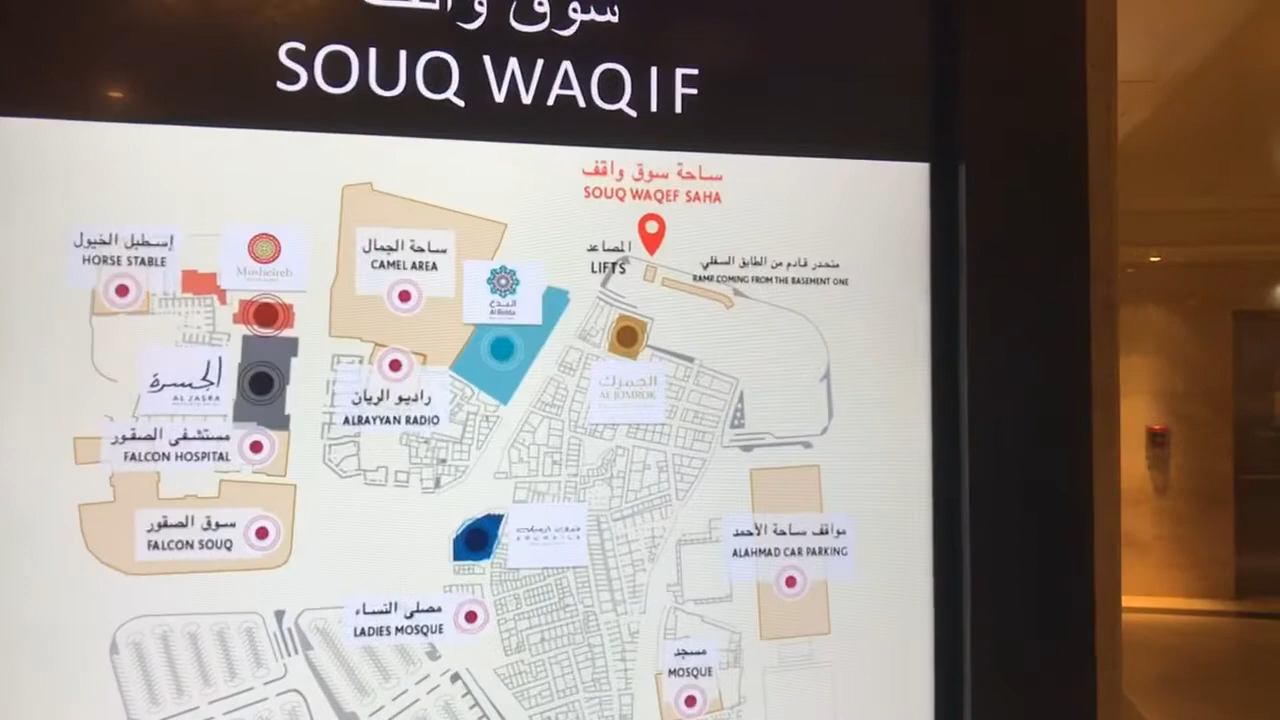 سوق واقف
SOUQ WAQIF
ساحة سوق واقف
SOUQ WAQEF SAHA
إسطبل الخيول
HORSE STABLE
Musheireb
ساحة الجمال
CAMEL AREA
المصاعد
LIFTS
منحدر قادم من الطابق السفلي
RAMP COMING FROM THE BASEMENT ONE
البدع
Al Bidda
الجسرة
AL JASRA
راديو الريان
ALRAYYAN RADIO
الجمرك
AL JOMROK
مستشفى الصقور
FALCON HOSPITAL
سوق الصقور
FALCON SOUQ
مواقف ساحة الأحمد
ALAHMAD CAR PARKING
مصلى النساء
LADIES MOSQUE
مسجد
MOSQUE